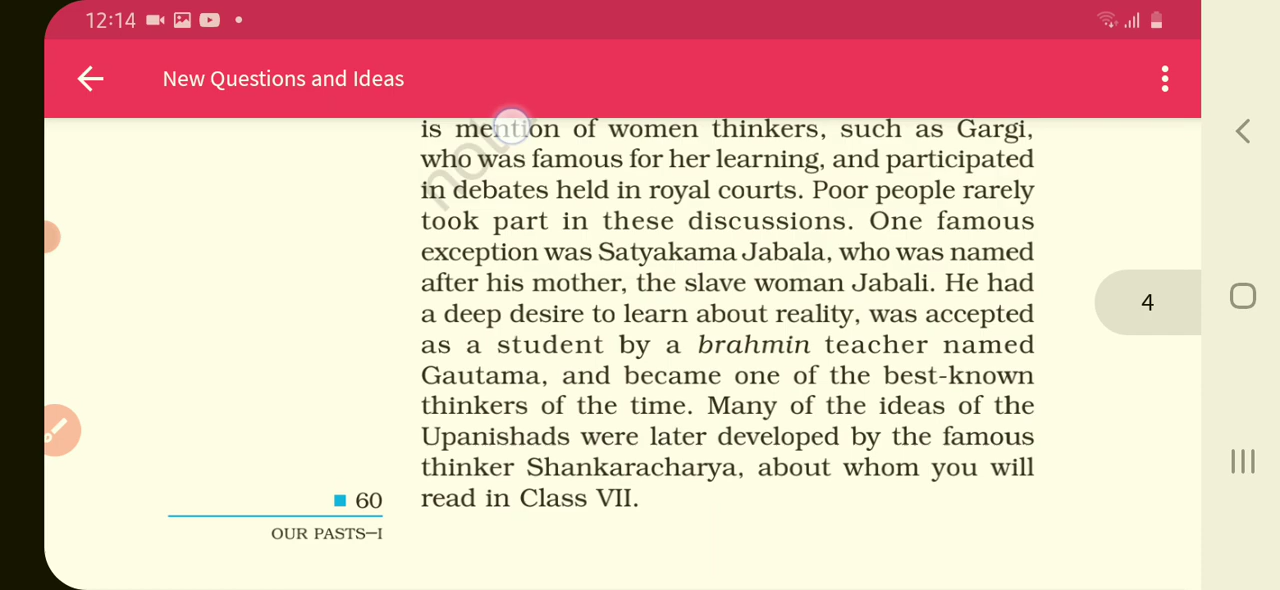 12:14
New Questions and Ideas
is mention of women thinkers, such as Gargi,
who was famous for her learning, and participated
in debates held in royal courts. Poor people rarely
took part in these discussions. One famous
exception was Satyakama Jabala, who was named
after his mother, the slave woman Jabali. He had
a deep desire to learn about reality, was accepted
as a student by a brahmin teacher named
Gautama, and became one of the best-known
thinkers of the time. Many of the ideas of the
Upanishads were later developed by the famous
thinker Shankaracharya, about whom you will
read in Class VII.
4
60
OUR PASTS–I
not